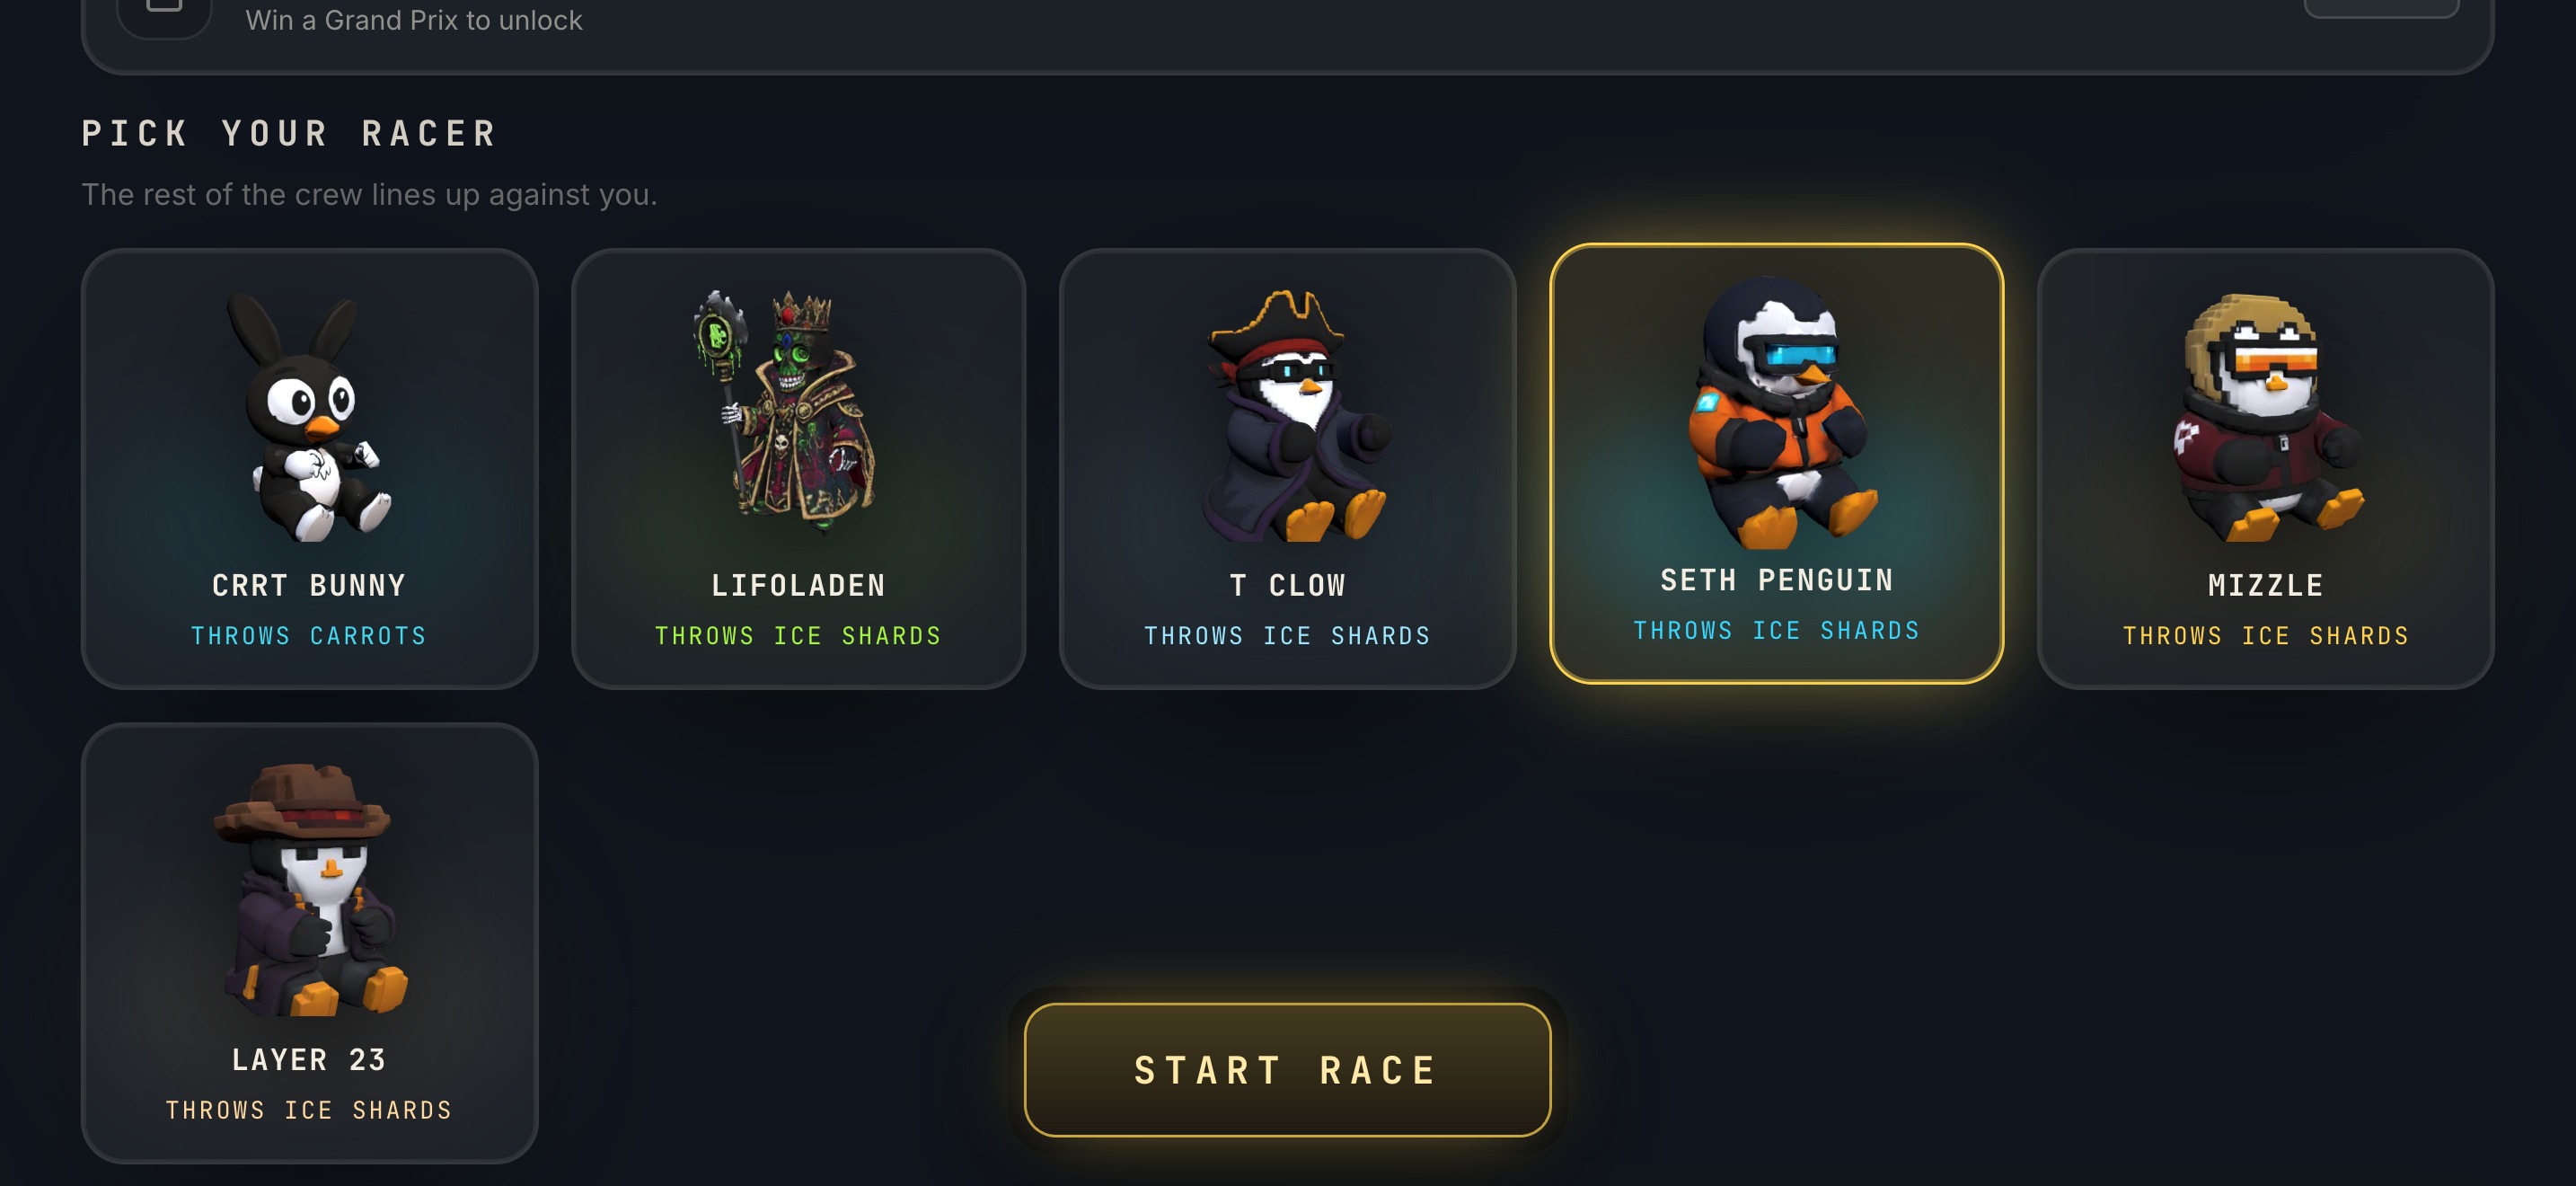 Win a Grand Prix to unlock
PICK YOUR RACER
The rest of the crew lines up against you.
CRRT BUNNY
THROWS CARROTS
LIFOLADEN
THROWS ICE SHARDS
T CLOW
THROWS ICE SHARDS
SETH PENGUIN
THROWS ICE SHARDS
MIZZLE
THROWS ICE SHARDS
LAYER 23
THROWS ICE SHARDS
START RACE